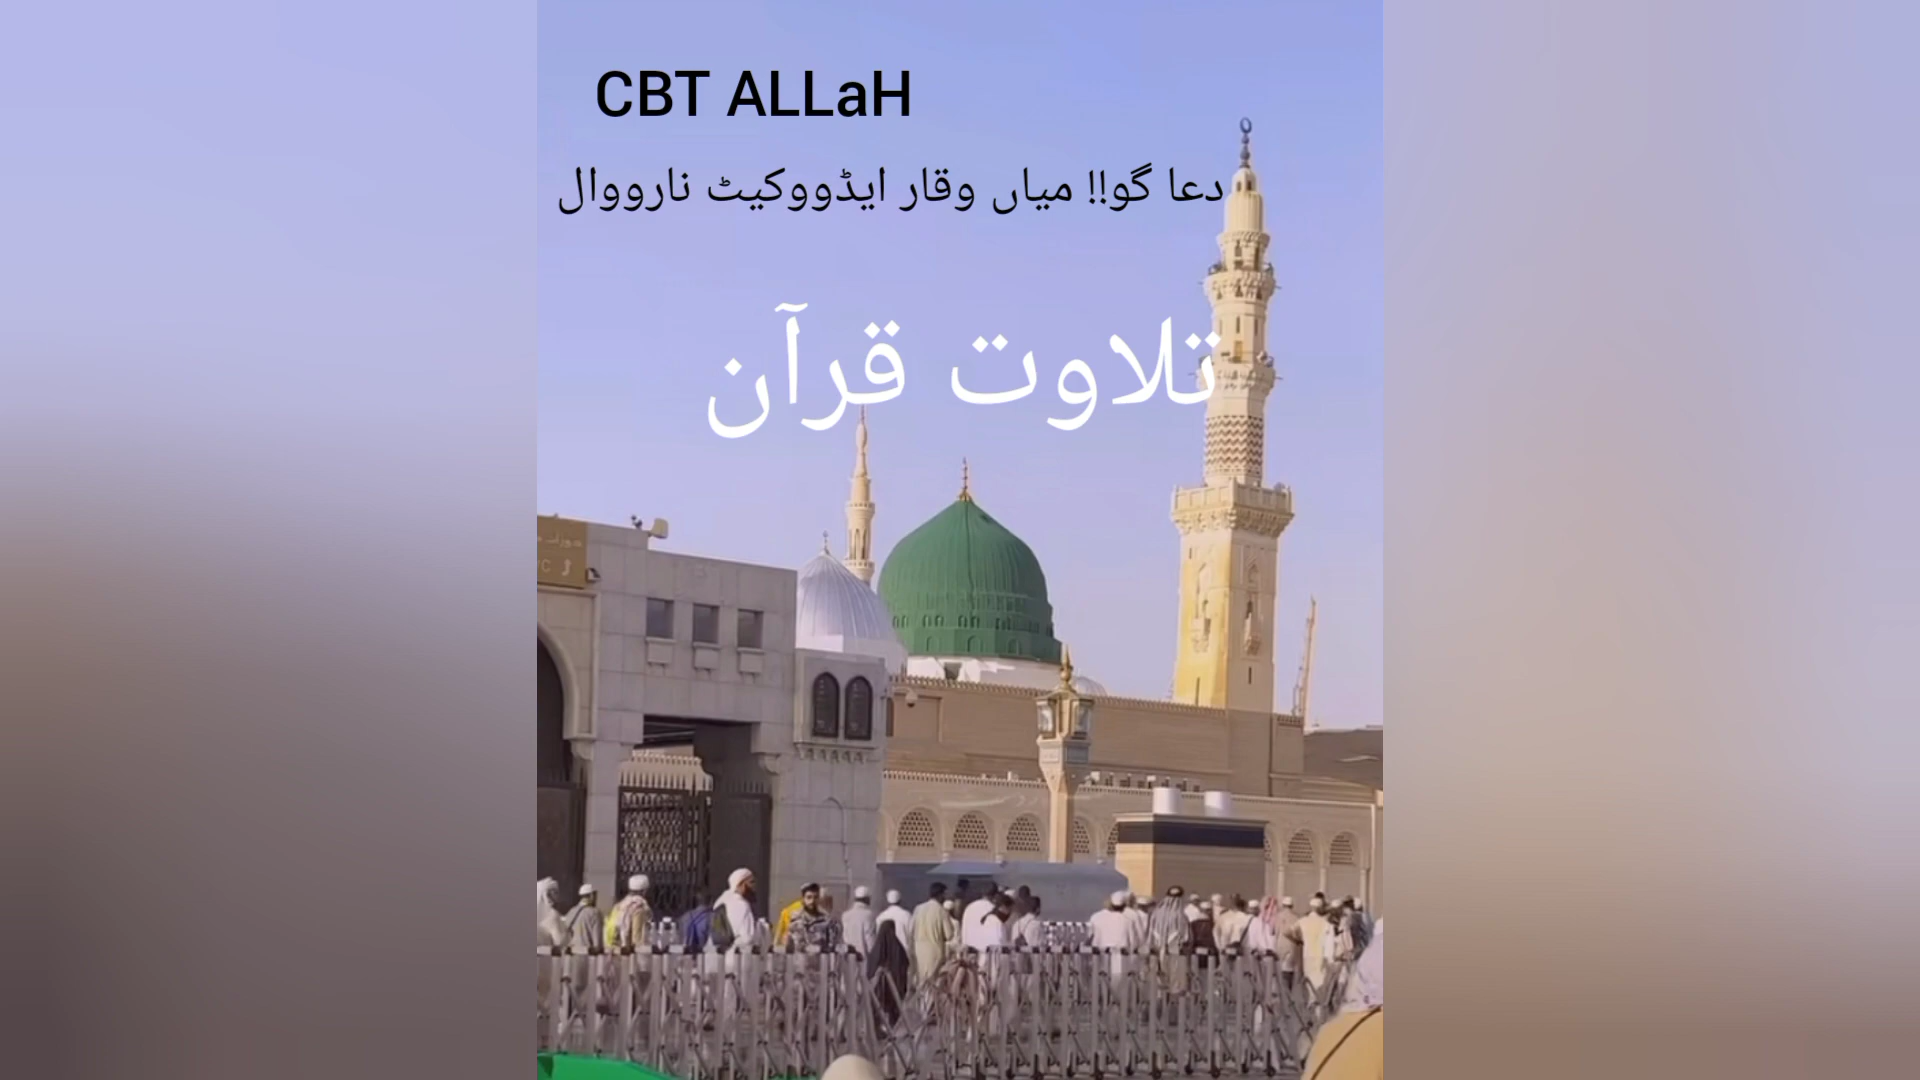 CBT ALLaH
دعا گو!! میاں وقار ایڈووکیٹ نارووال
تلاوت قرآن